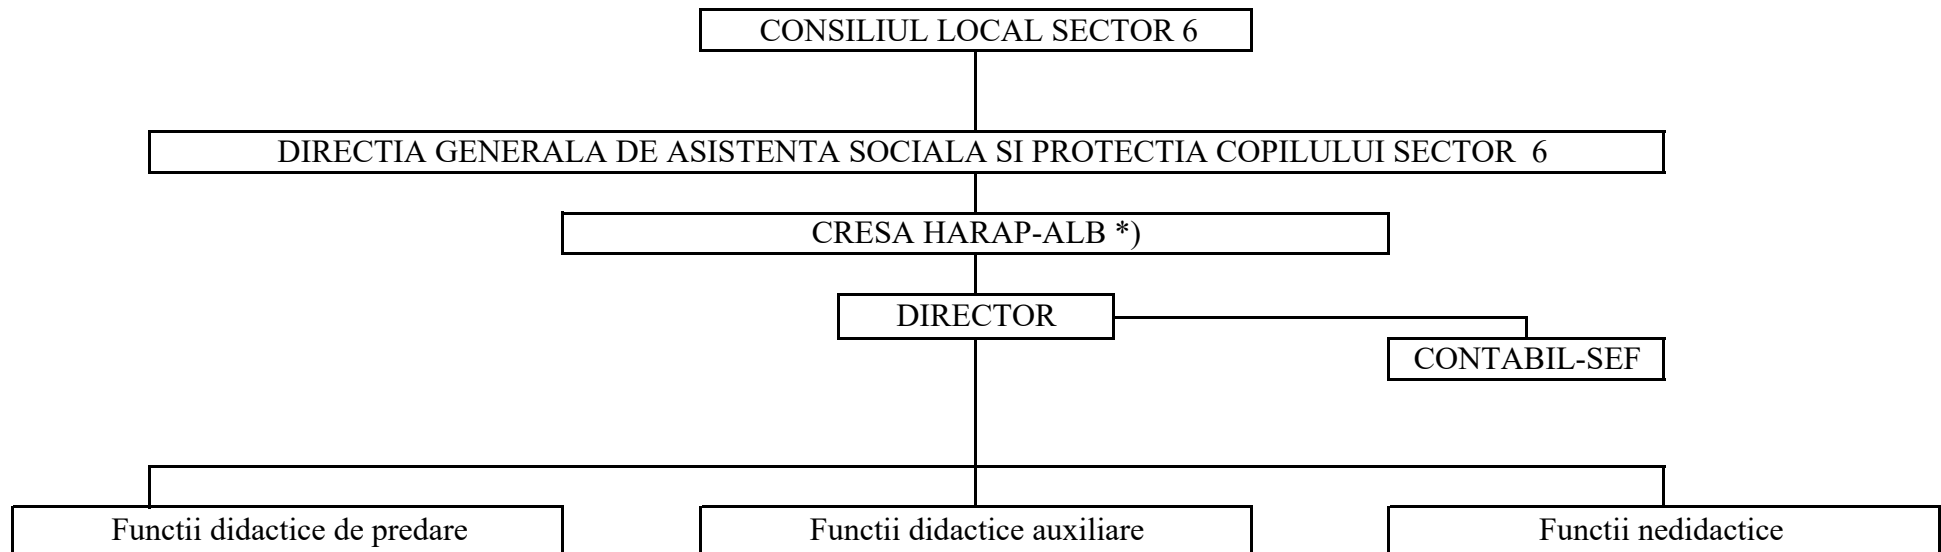 CONSILIUL LOCAL SECTOR 6
DIRECTIA GENERALA DE ASISTENTA SOCIALA SI PROTECTIA COPILULUI SECTOR 6
CRESA HARAP-ALB *)
DIRECTOR
CONTABIL-SEF
Functii didactice de predare
Functii didactice auxiliare
Functii nedidactice